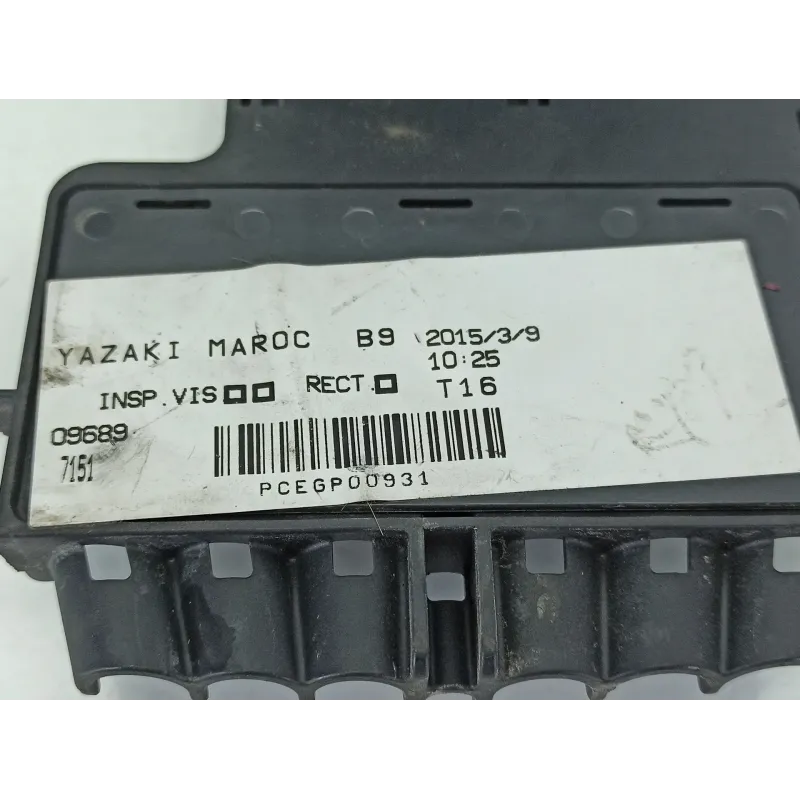 YAZAKI MAROC B9 2015/3/9
10:25
INSP.VIS RECT. T16
09689
7151
PCEGP00931